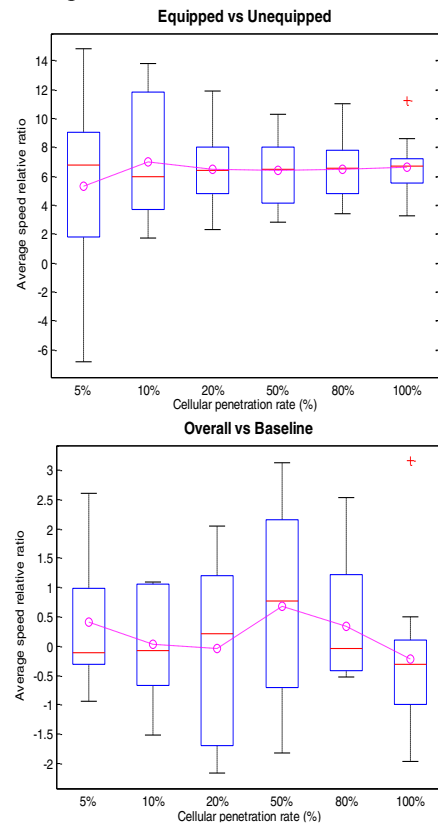 Equipped vs Unequipped
14
12
10
8
6
4
2
0
-2
-4
-6
Average speed relative ratio
5% 10% 20% 50% 80% 100%
Cellular penetration rate (%)
Overall vs Baseline
3
2.5
2
1.5
1
0.5
0
-0.5
-1
-1.5
-2
Average speed relative ratio
5% 10% 20% 50% 80% 100%
Cellular penetration rate (%)